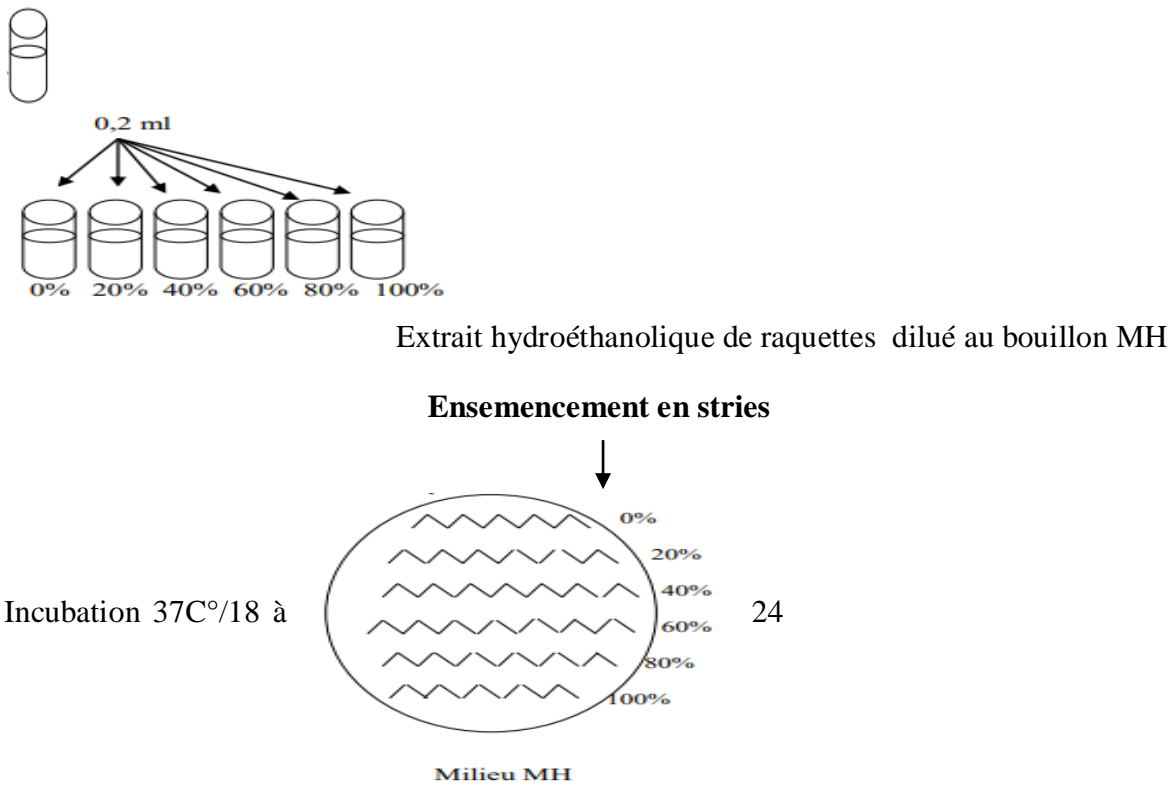 0,2 ml
0% 20% 40% 60% 80% 100%
Extrait hydroéthanolique de raquettes dilué au bouillon MH
Ensemencement en stries
0%
20%
40%
Incubation 37C°/18 à 24
60%
80%
100%
Milieu MH